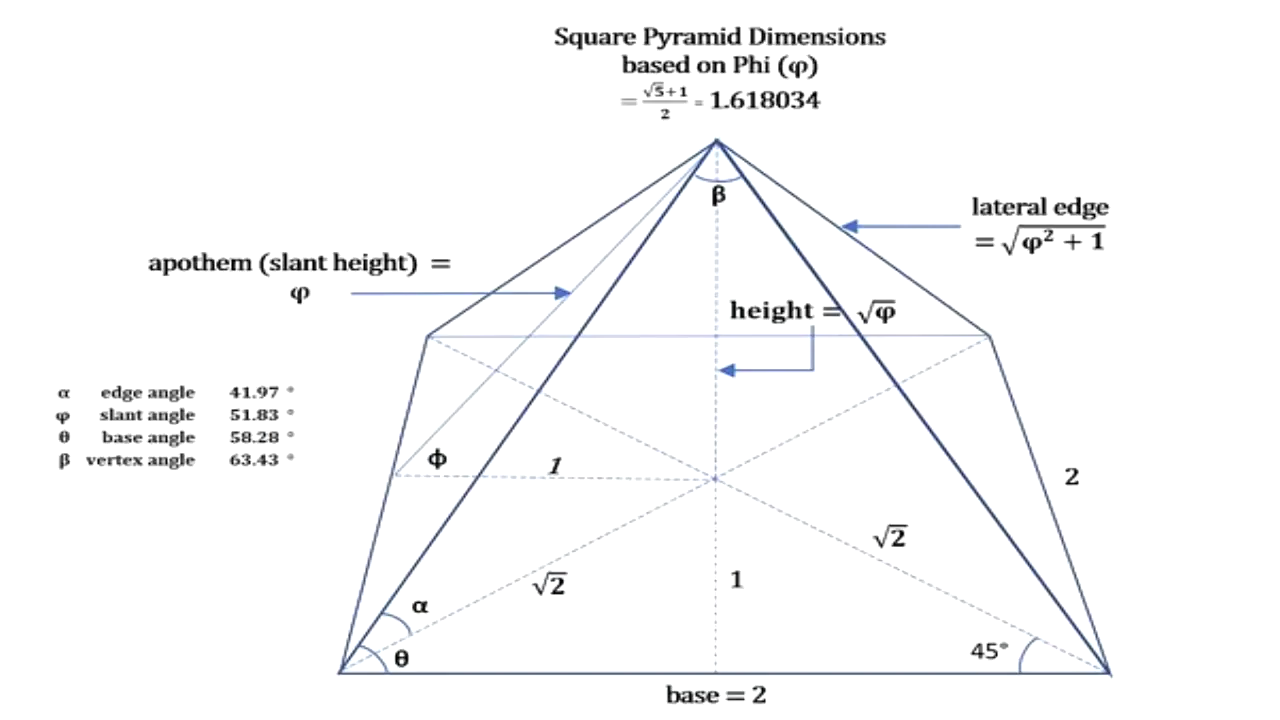 Square Pyramid Dimensions
based on Phi (φ)
= (√5+1)/2 = 1.618034
β
lateral edge
= √(φ² + 1)
apothem (slant height) =
φ
height = √φ
α edge angle 41.97 °
φ slant angle 51.83 °
θ base angle 58.28 °
β vertex angle 63.43 °
ϕ
1
2
√2
√2
1
α
θ
45°
base = 2